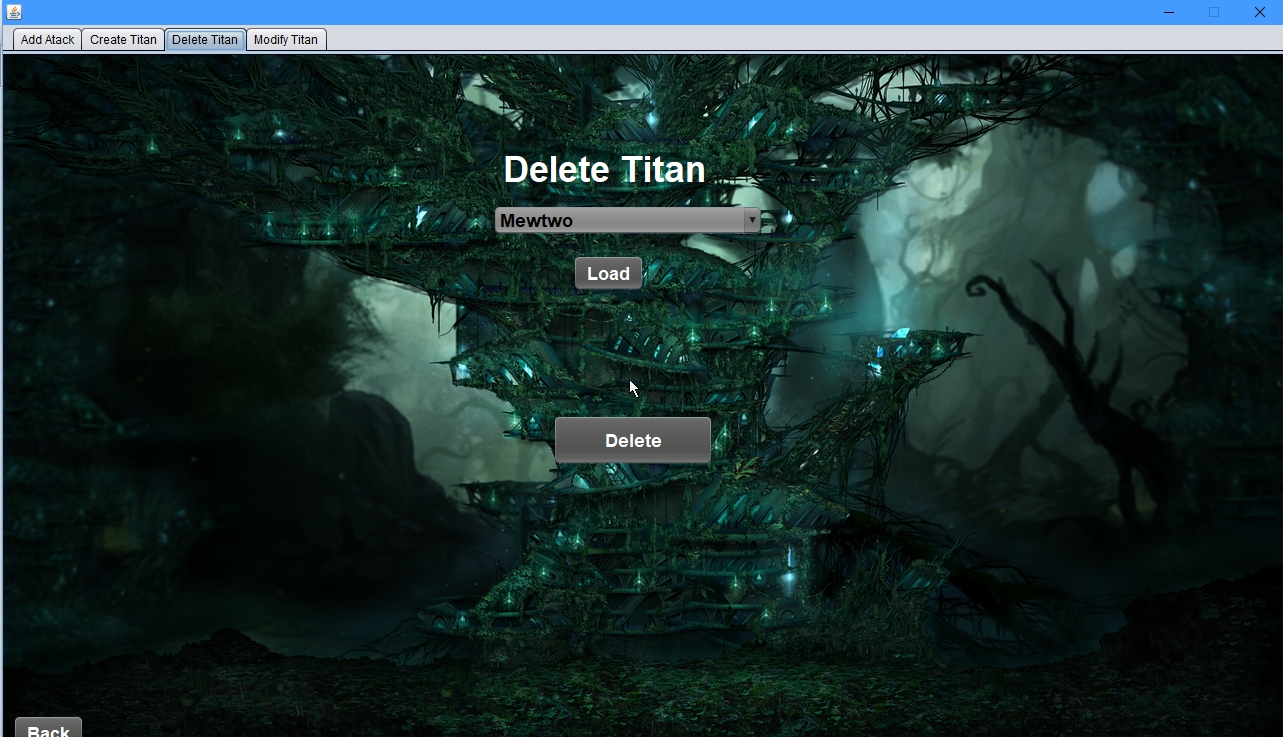 Add Atack Create Titan Delete Titan Modify Titan
Delete Titan
Mewtwo
Load
Delete
Back